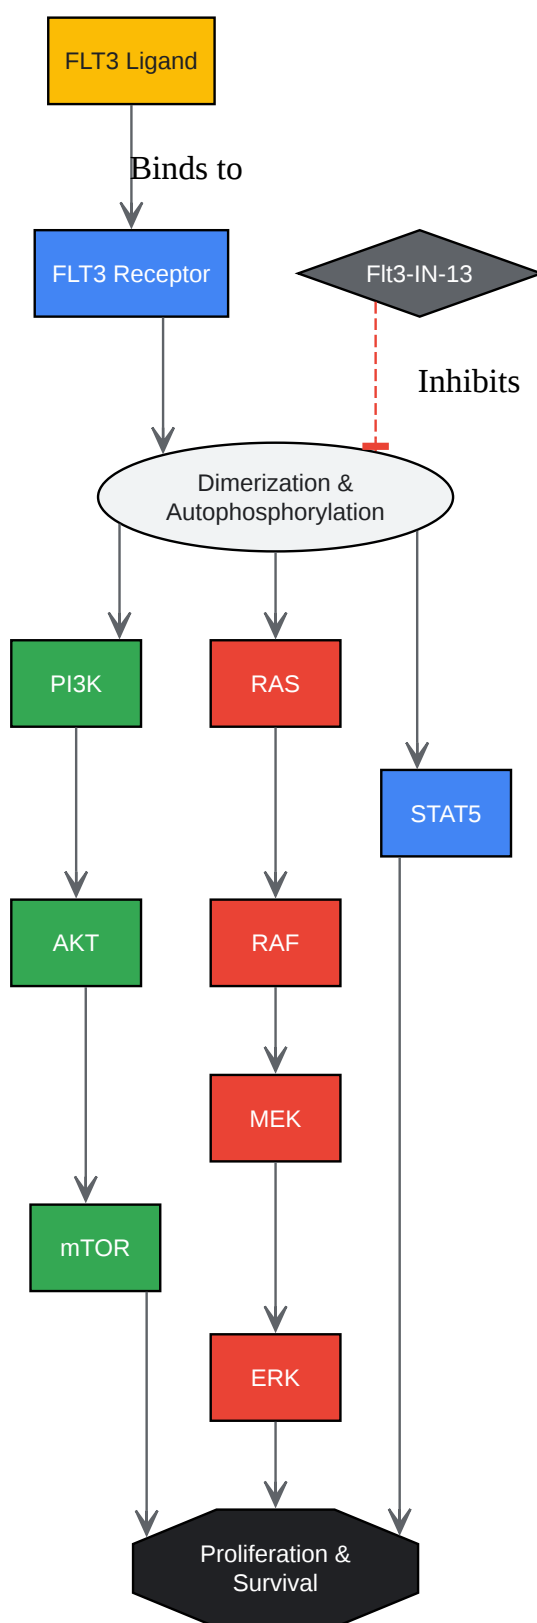 FLT3 Ligand
Binds to
FLT3 Receptor
Flt3-IN-13
Inhibits
Dimerization &
Autophosphorylation
PI3K
RAS
STAT5
AKT
RAF
MEK
mTOR
ERK
Proliferation &
Survival